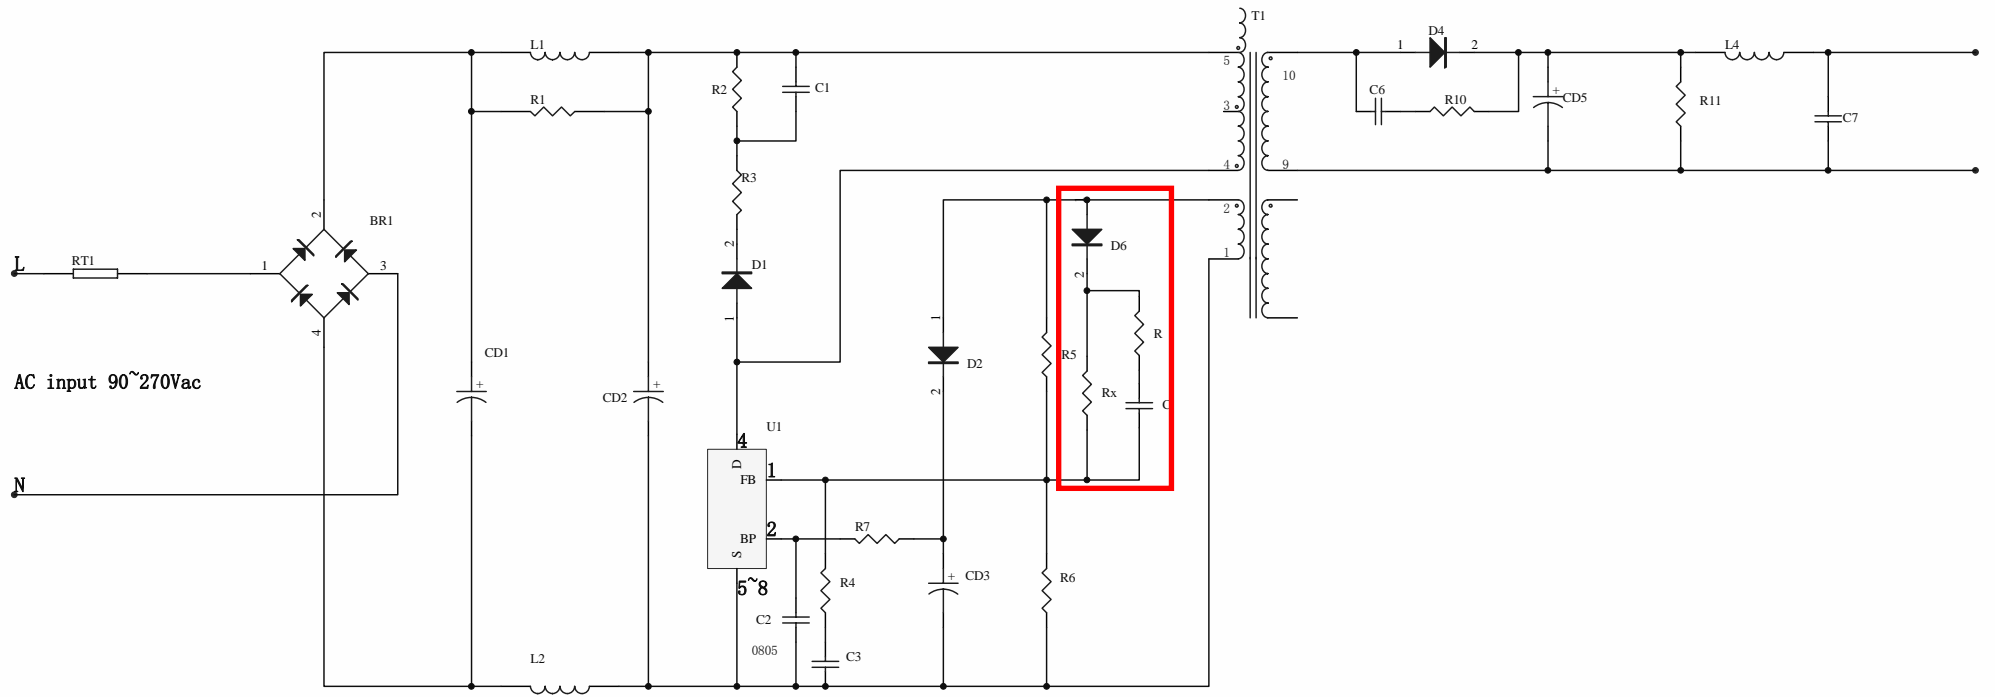 T1
L1
D4
1
2
L4
5
10
R2
C1
C6
R10
CD5
+
R1
3
R11
C7
4
9
R3
2
BR1
2
D6
1
L
RT1
1
3
2
D1
2
1
1
4
R
R5
CD1
D2
AC input 90~270Vac
+
CD2
+
2
Rx
C
U1
4
D
1
FB
N
2
R7
BP
S
5~8
R4
+
CD3
R6
C2
0805
C3
L2